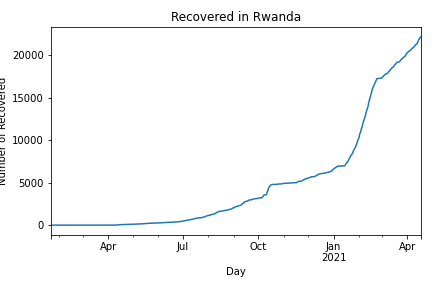 Recovered in Rwanda
Number of Recovered
20000
15000
10000
5000
0
Apr
Jul
Oct
Jan
2021
Apr
Day